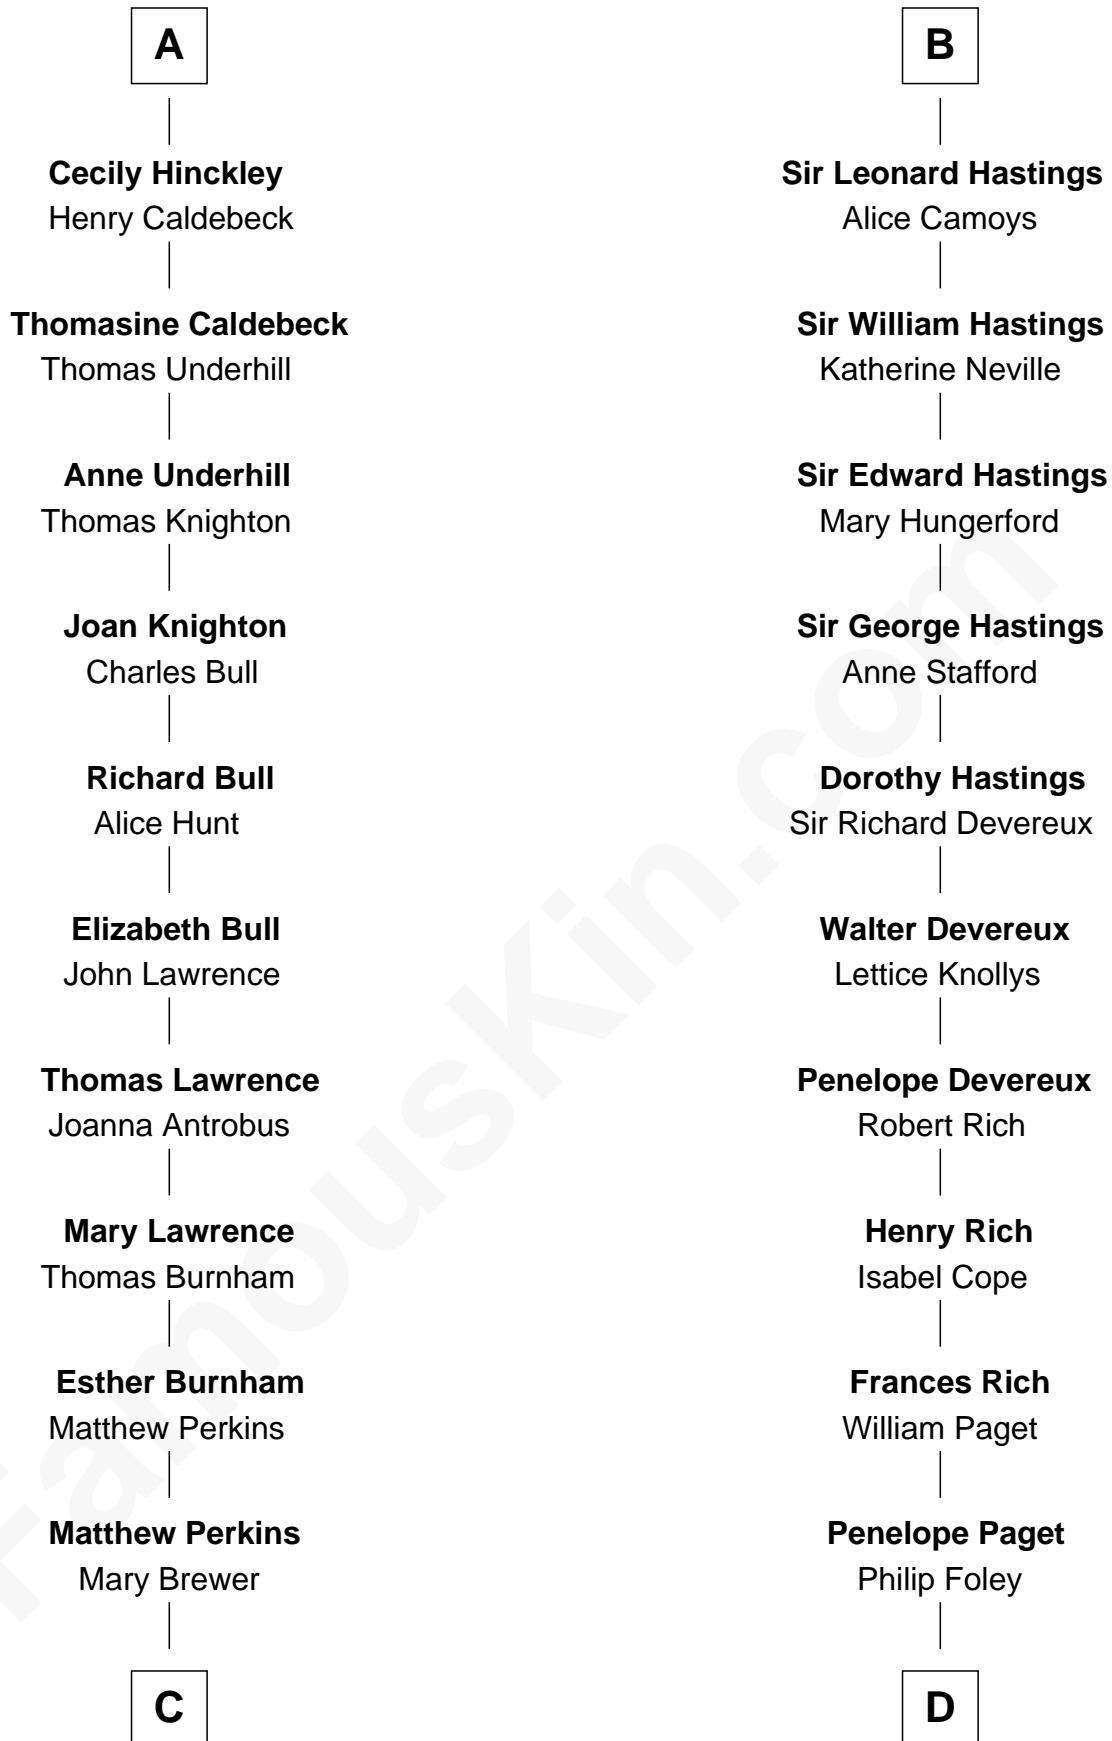 A
Cecily Hinckley
Henry Caldebeck
Thomasine Caldebeck
Thomas Underhill
Anne Underhill
Thomas Knighton
Joan Knighton
Charles Bull
Richard Bull
Alice Hunt
Elizabeth Bull
John Lawrence
Thomas Lawrence
Joanna Antrobus
Mary Lawrence
Thomas Burnham
Esther Burnham
Matthew Perkins
Matthew Perkins
Mary Brewer
C
B
Sir Leonard Hastings
Alice Camoys
Sir William Hastings
Katherine Neville
Sir Edward Hastings
Mary Hungerford
Sir George Hastings
Anne Stafford
Dorothy Hastings
Sir Richard Devereux
Walter Devereux
Lettice Knollys
Penelope Devereux
Robert Rich
Henry Rich
Isabel Cope
Frances Rich
William Paget
Penelope Paget
Philip Foley
D
FamousKin.com